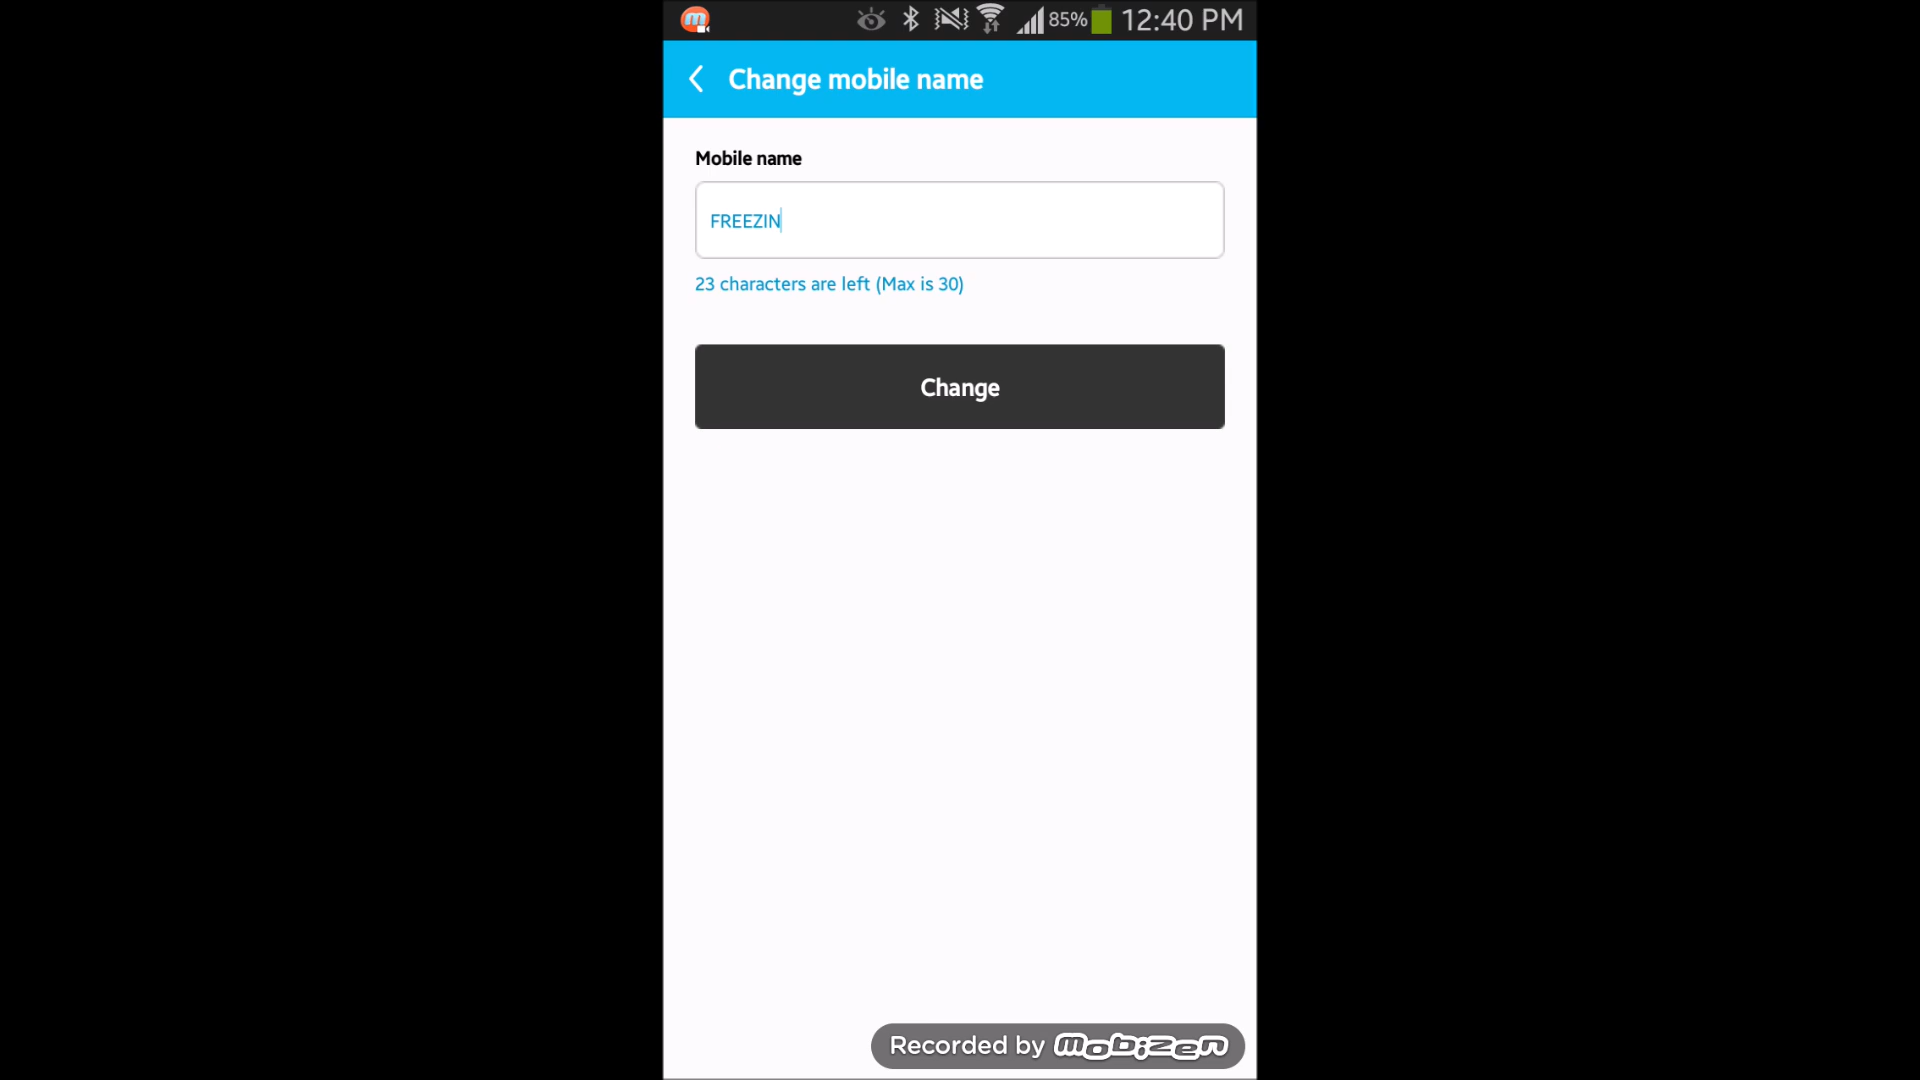 85% 12:40 PM
Change mobile name
Mobile name
FREEZIN
23 characters are left (Max is 30)
Change
Recorded by mobizen